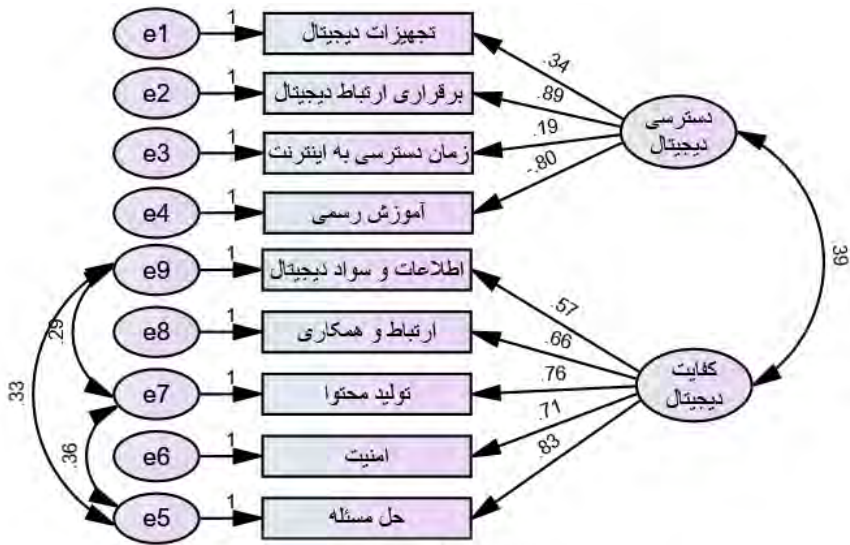 e1
1
تجهیزات دیجیتال
.34
e2
1
برقراری ارتباط دیجیتال
.89
دسترسی
دیجیتال
e3
1
زمان دسترسی به اینترنت
.19
e4
1
آموزش رسمی
-.80
.39
e9
1
اطلاعات و سواد دیجیتال
.57
.29
e8
1
ارتباط و همکاری
.66
.33
e7
1
تولید محتوا
.76
کفایت
دیجیتال
.36
e6
1
امنیت
.71
e5
1
حل مسئله
.83